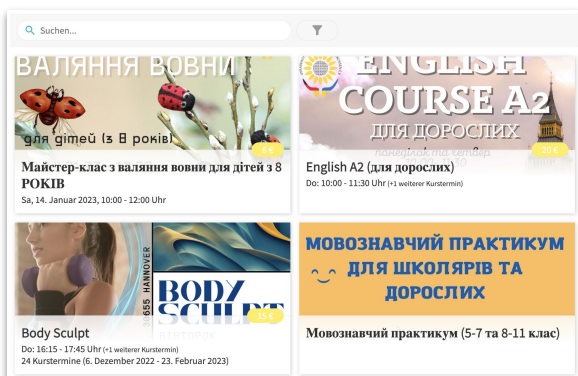 Suchen...
ВАЛЯННЯ ВОВНИ
для дітей (з 8 років)
5 €
Майстер-клас з валяння вовни для дітей з 8
РОКІВ
Sa, 14. Januar 2023, 10:00 - 12:00 Uhr
ENGLISH
COURSE A2
ДЛЯ ДОРОСЛИХ
понеділок та четвер
20 €
English A2 (для дорослих)
Do: 10:00 - 11:30 Uhr (+1 weiterer Kurstermin)
HANNOVER
BODY
SCULPT
15 €
Body Sculpt
Do: 16:15 - 17:45 Uhr (+1 weiterer Kurstermin)
24 Kurstermine (6. Dezember 2022 - 23. Februar 2023)
МОВОЗНАВЧИЙ ПРАКТИКУМ
ДЛЯ ШКОЛЯРІВ ТА
ДОРОСЛИХ
Мовознавчий практикум (5-7 та 8-11 клас)